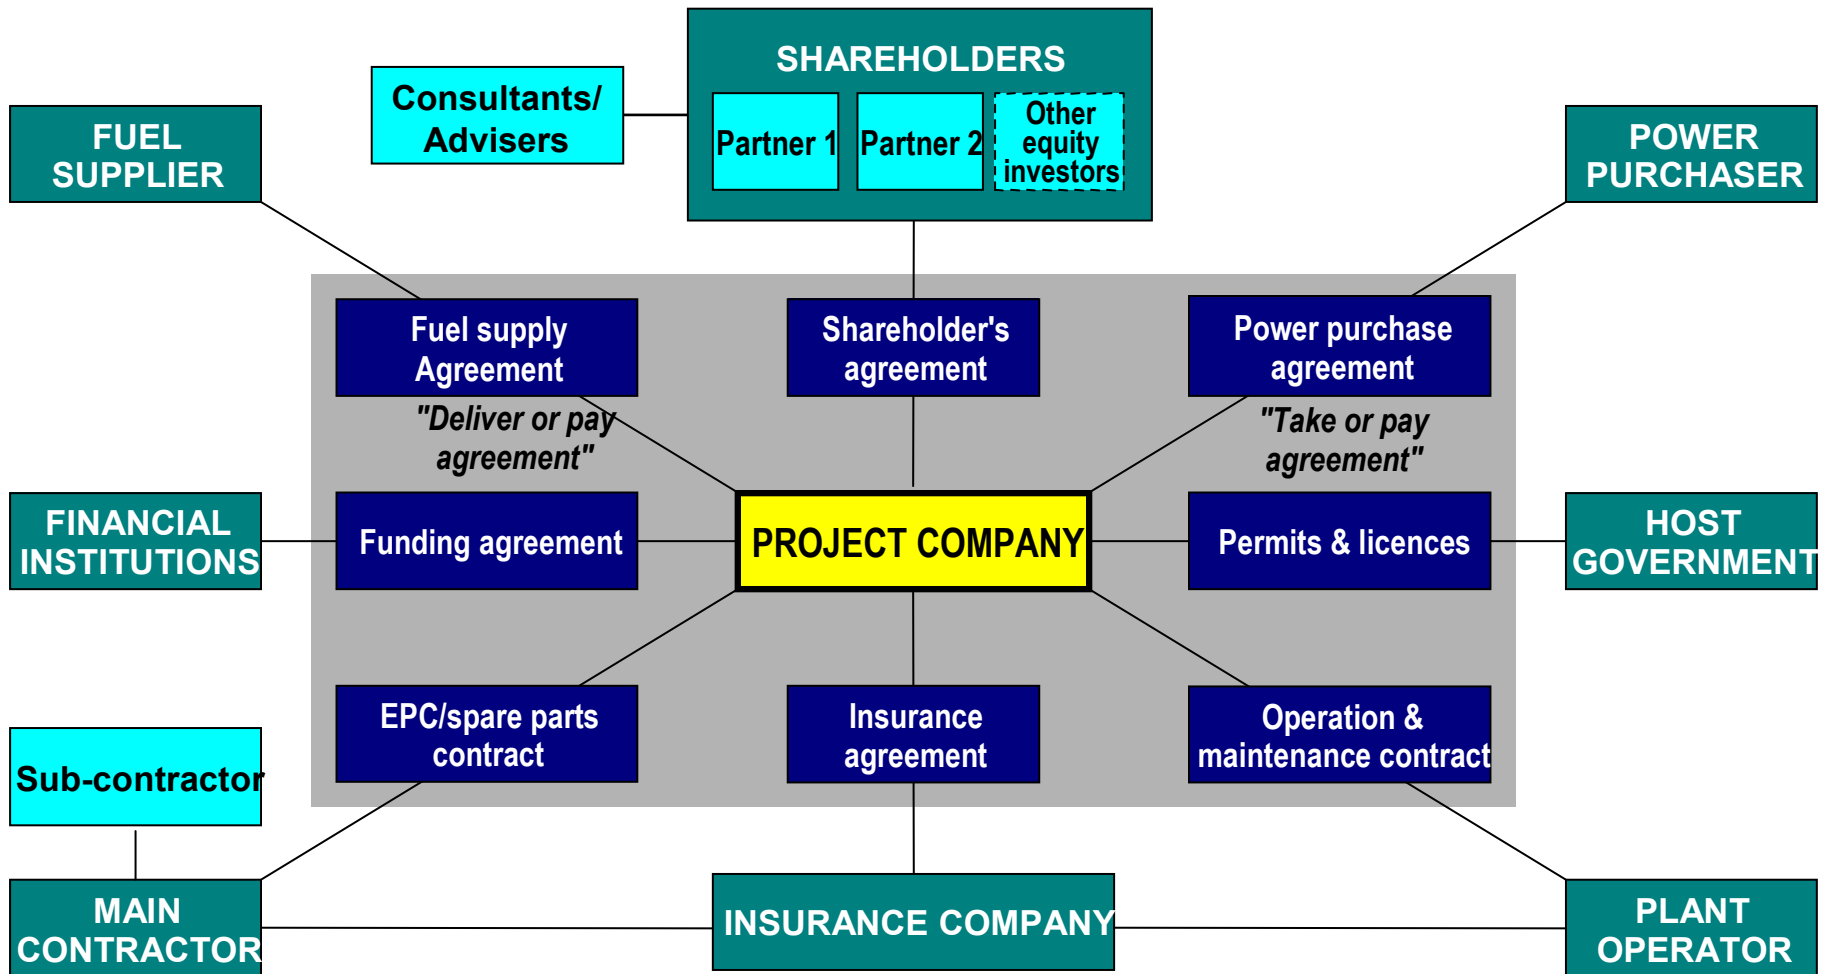 SHAREHOLDERS
Consultants/
Advisers
Partner 1
Partner 2
Other
equity
investors
FUEL
SUPPLIER
POWER
PURCHASER
Fuel supply
Agreement
Shareholder's
agreement
Power purchase
agreement
"Deliver or pay
agreement"
"Take or pay
agreement"
FINANCIAL
INSTITUTIONS
Funding agreement
PROJECT COMPANY
Permits & licences
HOST
GOVERNMENT
EPC/spare parts
contract
Insurance
agreement
Operation &
maintenance contract
Sub-contractor
MAIN
CONTRACTOR
INSURANCE COMPANY
PLANT
OPERATOR